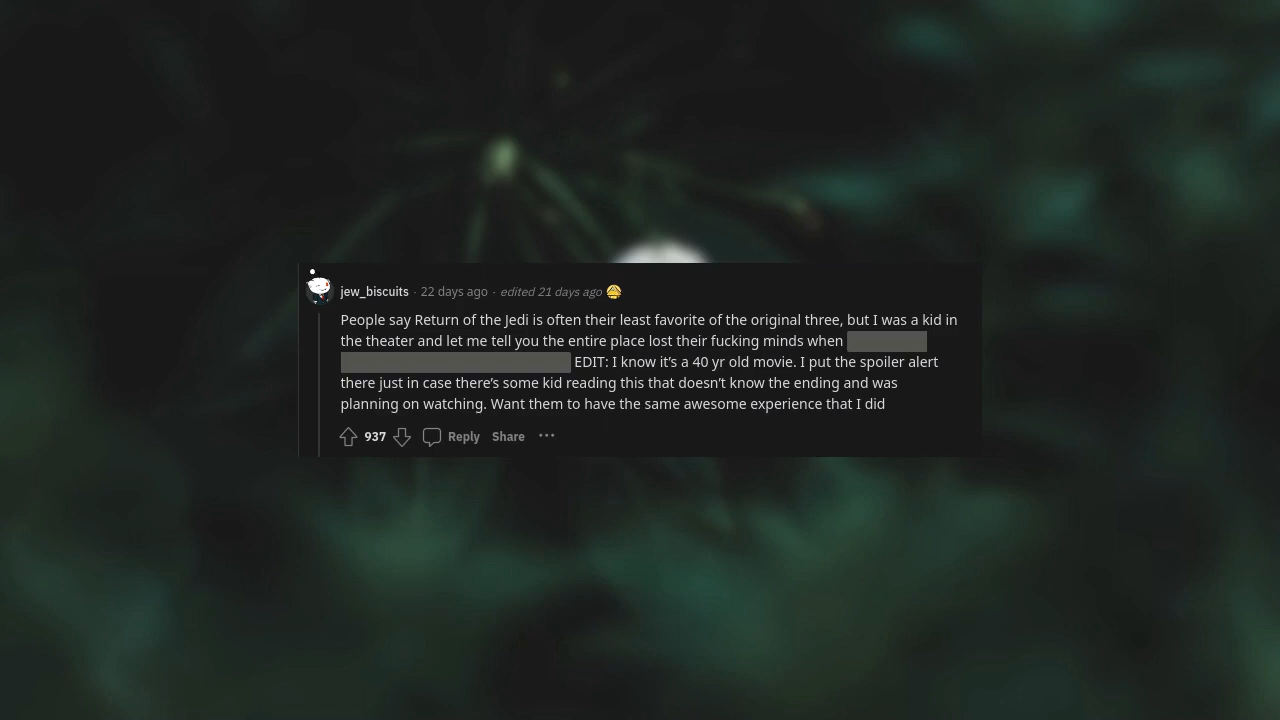 jew_biscuits · 22 days ago · edited 21 days ago
People say Return of the Jedi is often their least favorite of the original three, but I was a kid in
the theater and let me tell you the entire place lost their fucking minds when
EDIT: I know it's a 40 yr old movie. I put the spoiler alert
there just in case there's some kid reading this that doesn't know the ending and was
planning on watching. Want them to have the same awesome experience that I did
937 Reply Share ···